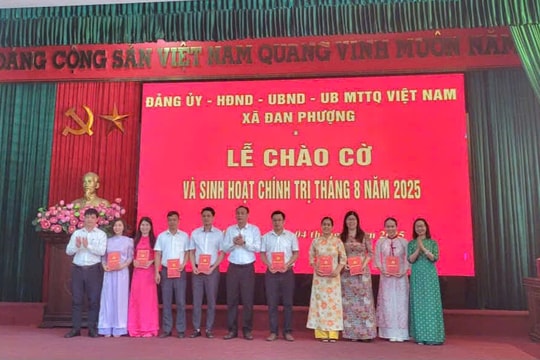 ĐẢNG CỘNG SẢN VIỆT NAM QUANG VINH MUÔN NĂM
ĐẢNG ỦY - HĐND - UBND - UB MTTQ VIỆT NAM
XÃ ĐAN PHƯỢNG
LỄ CHÀO CỜ
VÀ SINH HOẠT CHÍNH TRỊ THÁNG 8 NĂM 2025
04